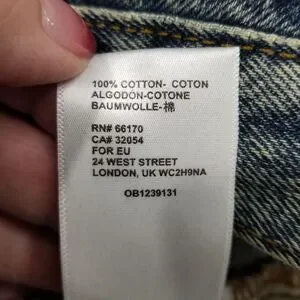 100% COTTON- COTON
ALGODÓN-COTONE
BAUMWOLLE-棉
RN# 66170
CA# 32054
FOR EU
24 WEST STREET
LONDON, UK WC2H9NA
OB1239131